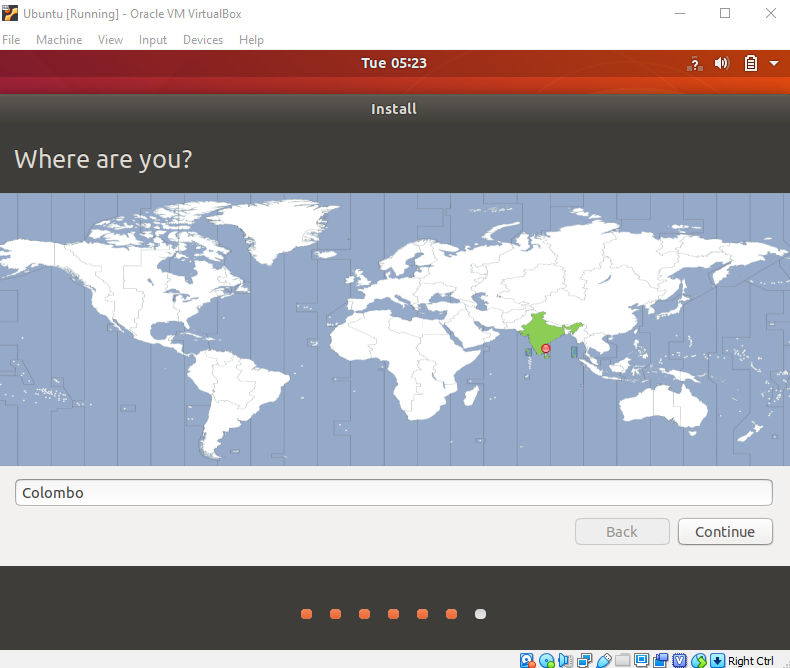 Ubuntu [Running] - Oracle VM VirtualBox
File Machine View Input Devices Help
Tue 05:23
?
Install
Where are you?
Colombo
Back Continue
V Right Ctrl